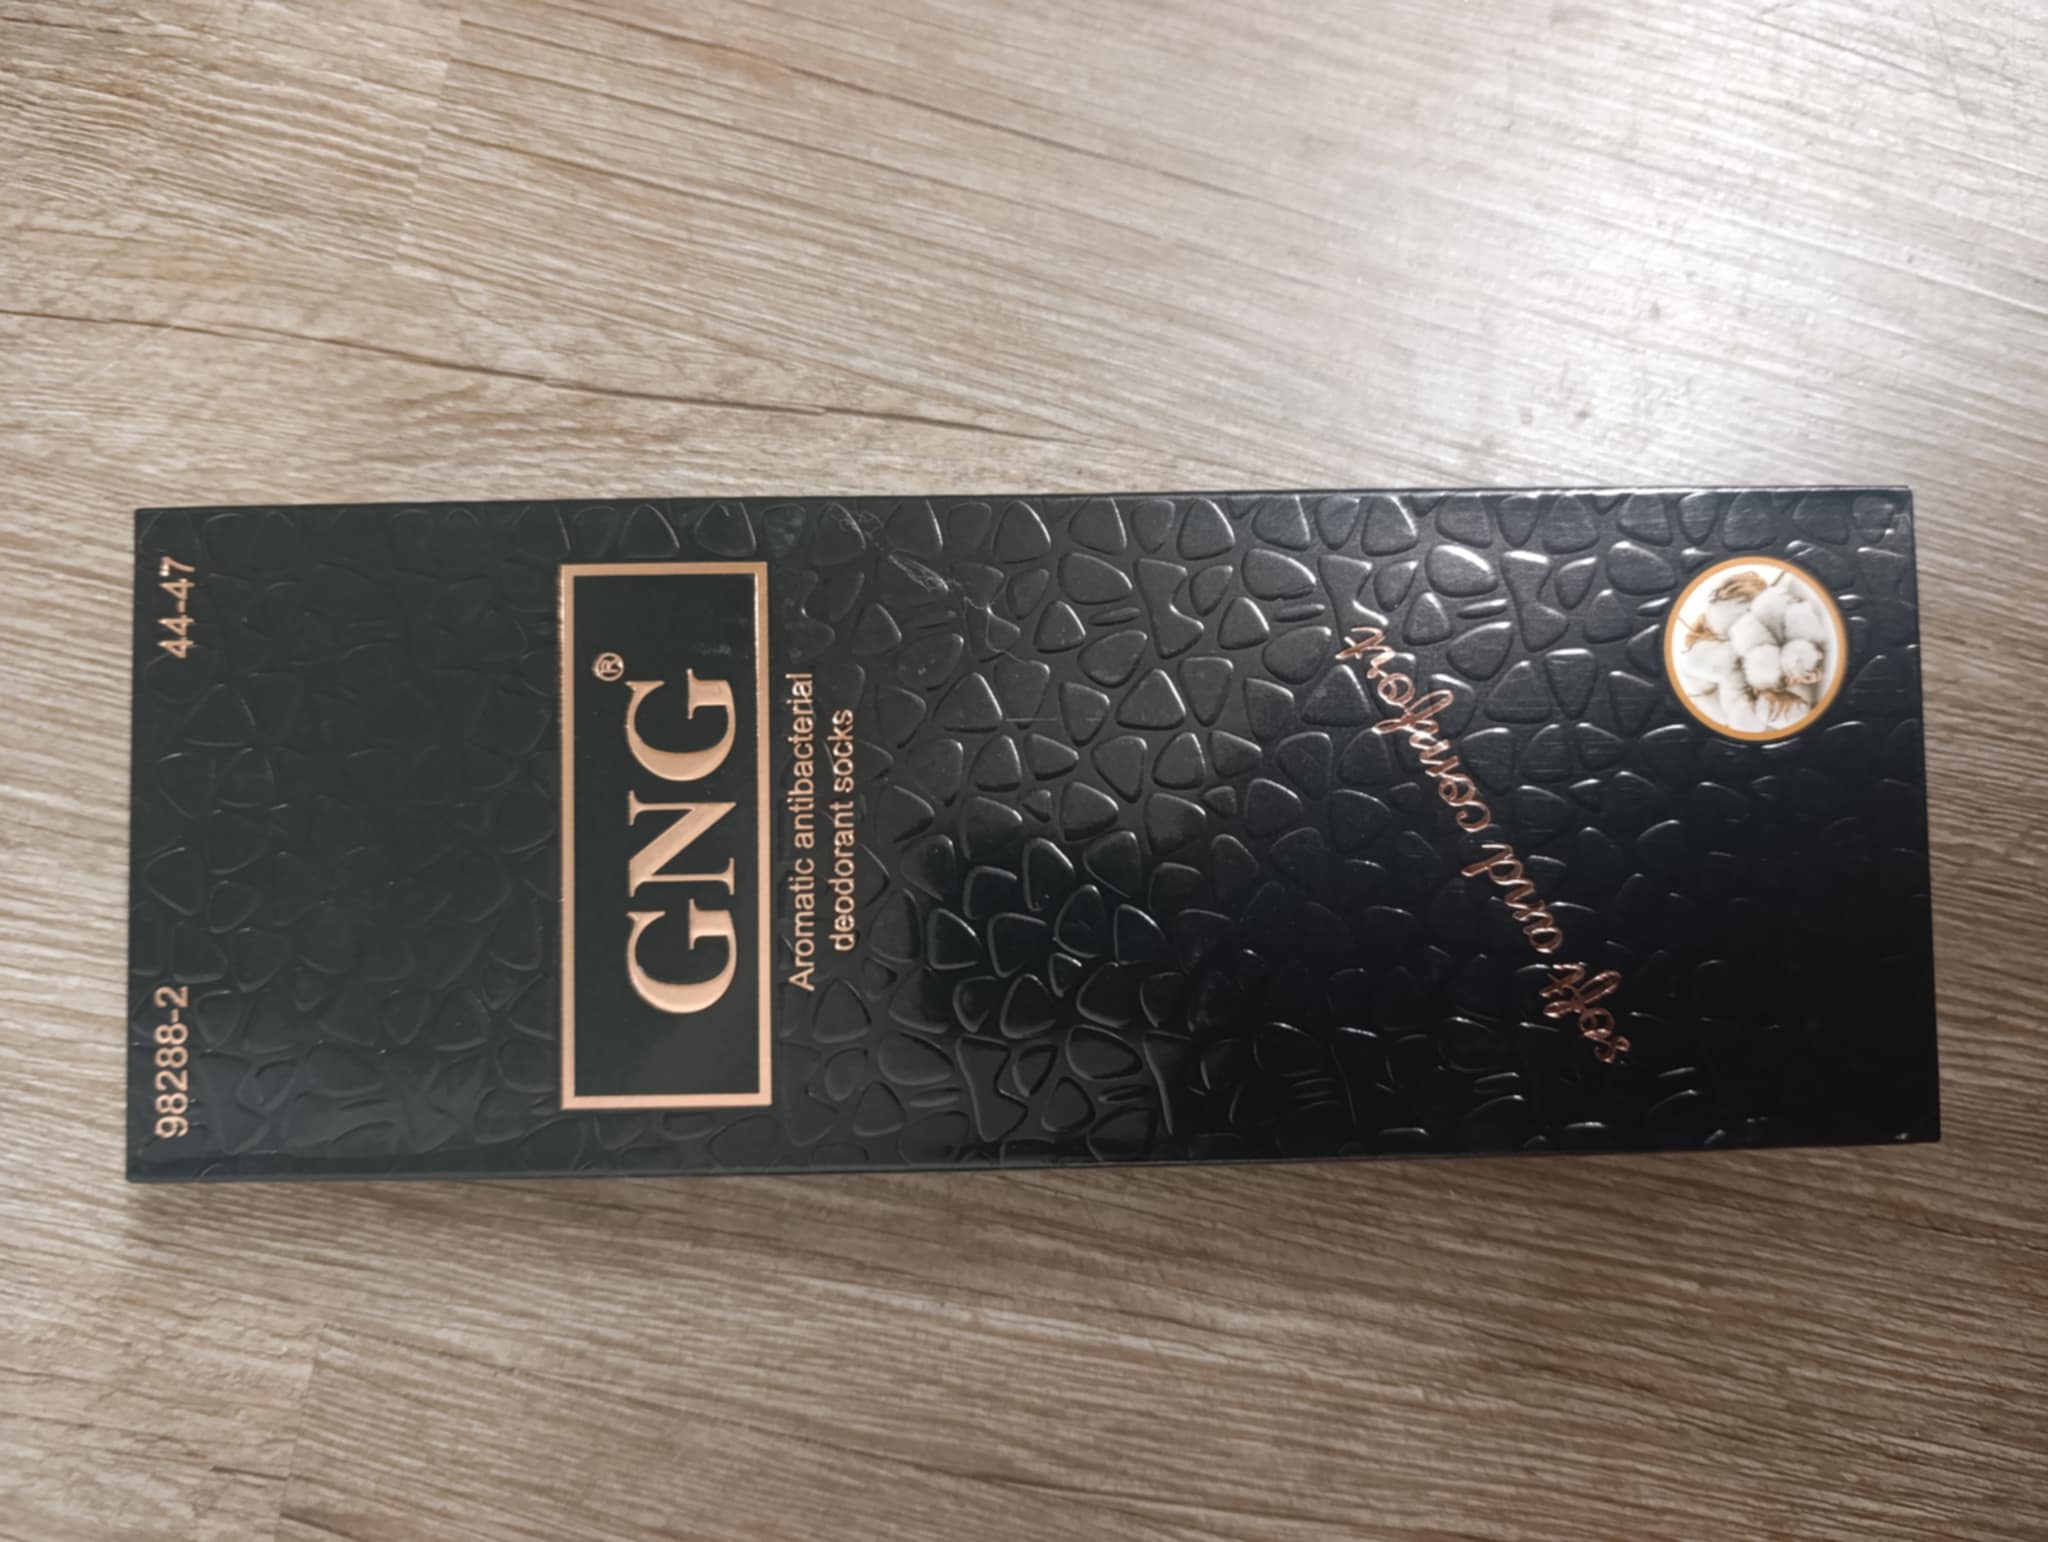 98288-2 44-47
GNG®
Aromatic antibacterial
deodorant socks
soft and comfort